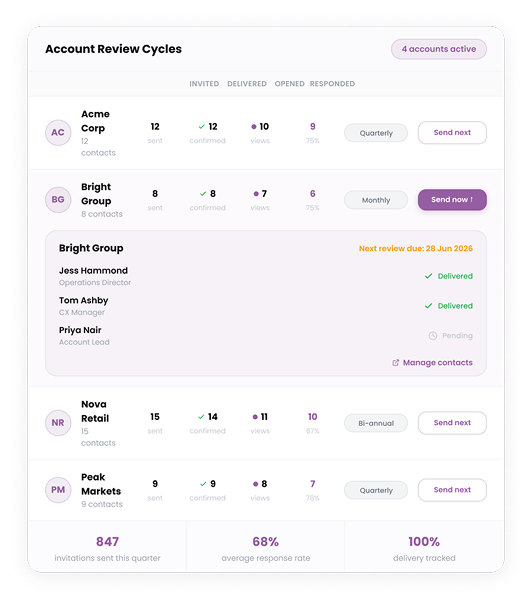 Account Review Cycles
4 accounts active
INVITED DELIVERED OPENED RESPONDED
AC
Acme
Corp
12
contacts
12
sent
12
confirmed
10
views
9
75%
Quarterly
Send next
BG
Bright
Group
8 contacts
8
sent
8
confirmed
7
views
6
75%
Monthly
Send now ↑
Bright Group
Next review due: 28 Jun 2026
Jess Hammond
Operations Director
Delivered
Tom Ashby
CX Manager
Delivered
Priya Nair
Account Lead
Pending
Manage contacts
NR
Nova
Retail
15
contacts
15
sent
14
confirmed
11
views
10
67%
Bi-annual
Send next
PM
Peak
Markets
9 contacts
9
sent
9
confirmed
8
views
7
78%
Quarterly
Send next
847
invitations sent this quarter
68%
average response rate
100%
delivery tracked